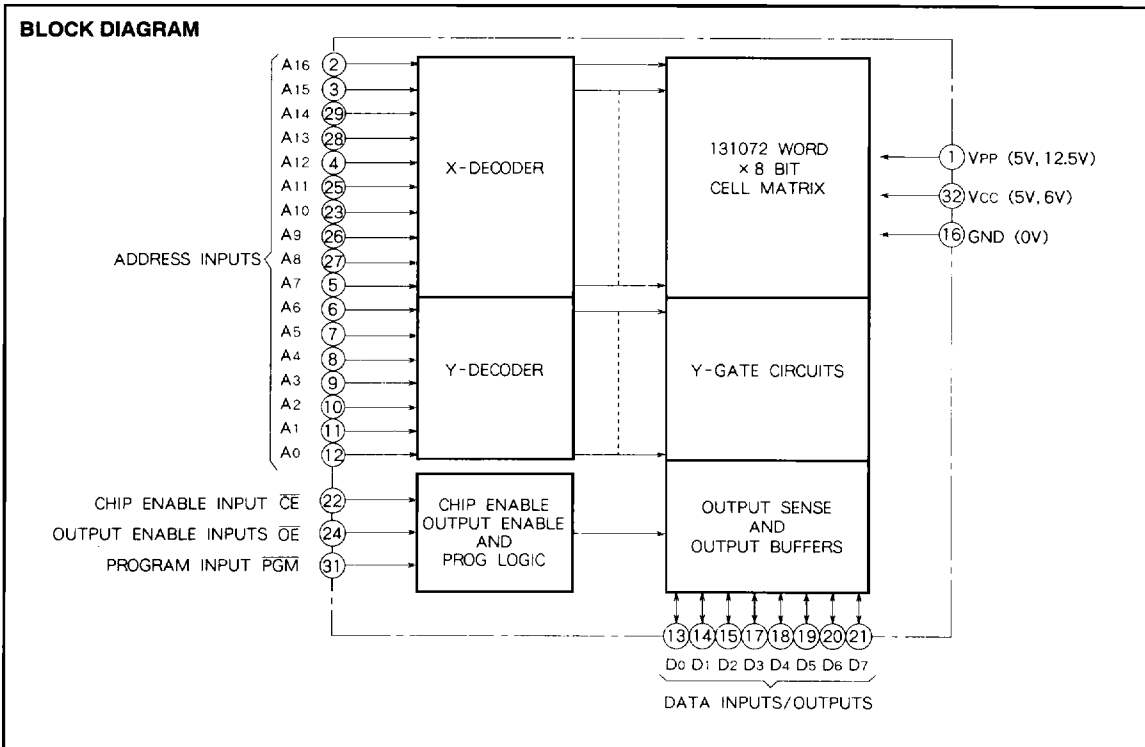 BLOCK DIAGRAM
ADDRESS INPUTS
A16 2
A15 3
A14 29
A13 28
A12 4
A11 25
A10 23
A9 26
A8 27
A7 5
A6 6
A5 7
A4 8
A3 9
A2 10
A1 11
A0 12
CHIP ENABLE INPUT C̅E̅ 22
OUTPUT ENABLE INPUTS O̅E̅ 24
PROGRAM INPUT P̅G̅M̅ 31
X-DECODER
Y-DECODER
CHIP ENABLE
OUTPUT ENABLE
AND
PROG LOGIC
131072 WORD
× 8 BIT
CELL MATRIX
Y-GATE CIRCUITS
OUTPUT SENSE
AND
OUTPUT BUFFERS
1 VPP (5V, 12.5V)
32 VCC (5V, 6V)
16 GND (0V)
13 14 15 17 18 19 20 21
D0 D1 D2 D3 D4 D5 D6 D7
DATA INPUTS/OUTPUTS